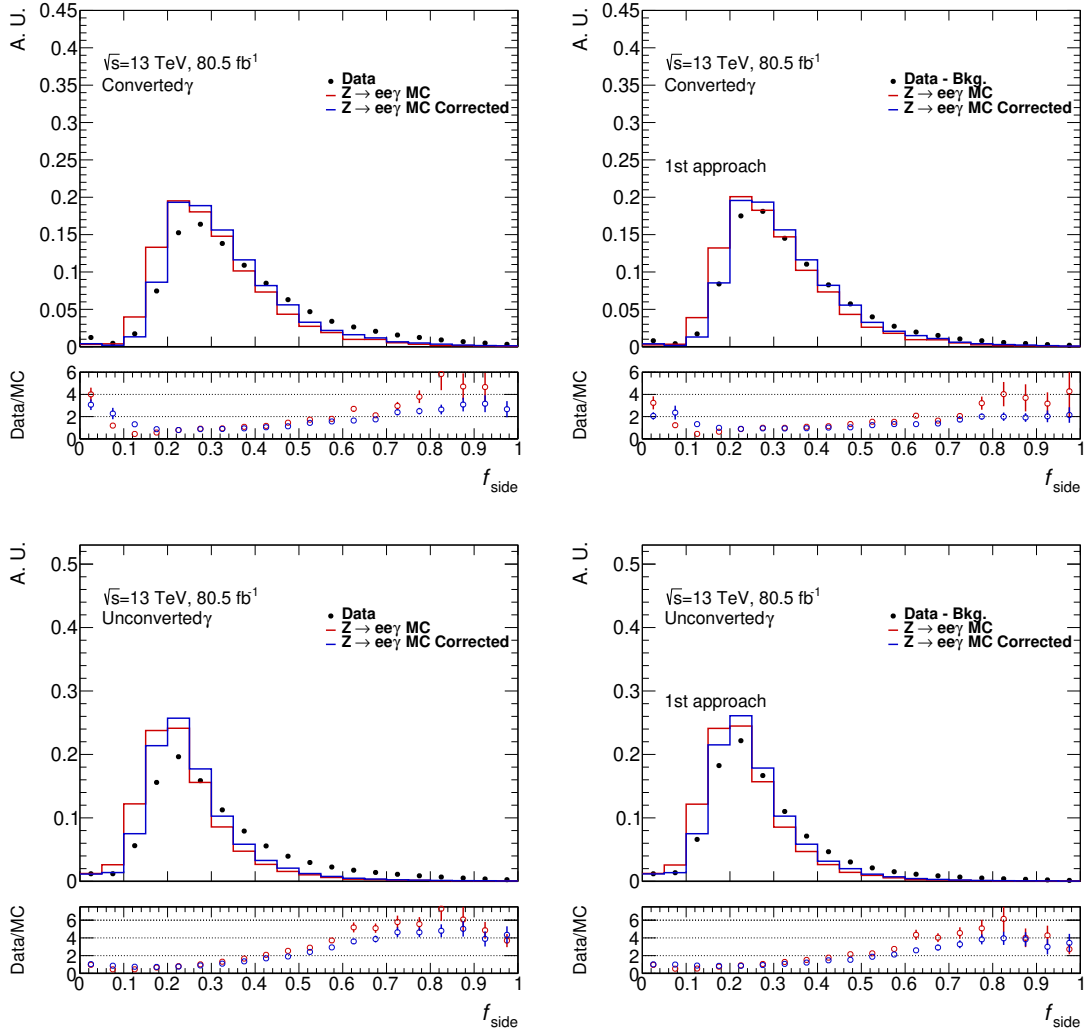 A. U.
0.45
0.4
0.35
0.3
0.25
0.2
0.15
0.1
0.05
0
√s=13 TeV, 80.5 fb⁻¹
Converted γ
Data
Z → eeγ MC
Z → eeγ MC Corrected
Data/MC
6
4
2
0
0 0.1 0.2 0.3 0.4 0.5 0.6 0.7 0.8 0.9 1
f side
A. U.
0.45
0.4
0.35
0.3
0.25
0.2
0.15
0.1
0.05
0
√s=13 TeV, 80.5 fb⁻¹
Converted γ
Data - Bkg.
Z → eeγ MC
Z → eeγ MC Corrected
1st approach
Data/MC
6
4
2
0
0 0.1 0.2 0.3 0.4 0.5 0.6 0.7 0.8 0.9 1
f side
A. U.
0.5
0.4
0.3
0.2
0.1
0
√s=13 TeV, 80.5 fb⁻¹
Unconverted γ
Data
Z → eeγ MC
Z → eeγ MC Corrected
Data/MC
6
4
2
0
0 0.1 0.2 0.3 0.4 0.5 0.6 0.7 0.8 0.9 1
f side
A. U.
0.5
0.4
0.3
0.2
0.1
0
√s=13 TeV, 80.5 fb⁻¹
Unconverted γ
Data - Bkg.
Z → eeγ MC
Z → eeγ MC Corrected
1st approach
Data/MC
6
4
2
0
0 0.1 0.2 0.3 0.4 0.5 0.6 0.7 0.8 0.9 1
f side